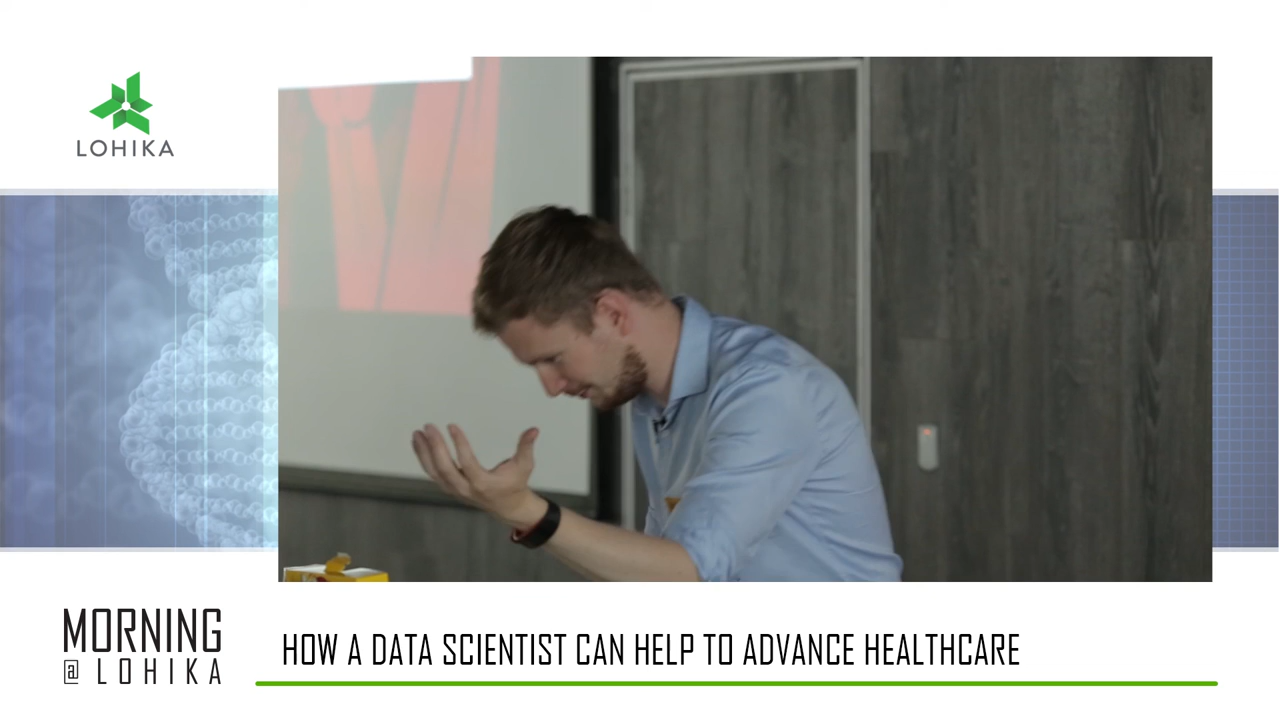 LOHIKA
MORNING
@ LOHIKA
HOW A DATA SCIENTIST CAN HELP TO ADVANCE HEALTHCARE